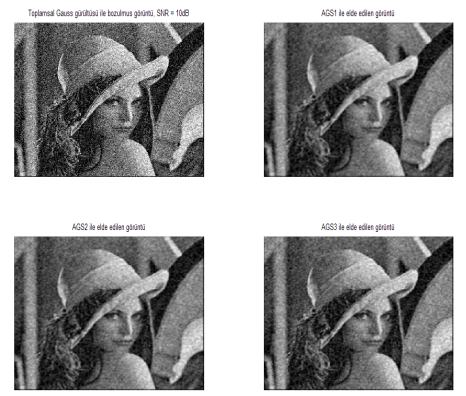 Toplamsal Gauss gürültüsü ile bozulmus görüntü, SNR = 10dB
AGS1 ile elde edilen görüntü
AGS2 ile elde edilen görüntü
AGS3 ile elde edilen görüntü